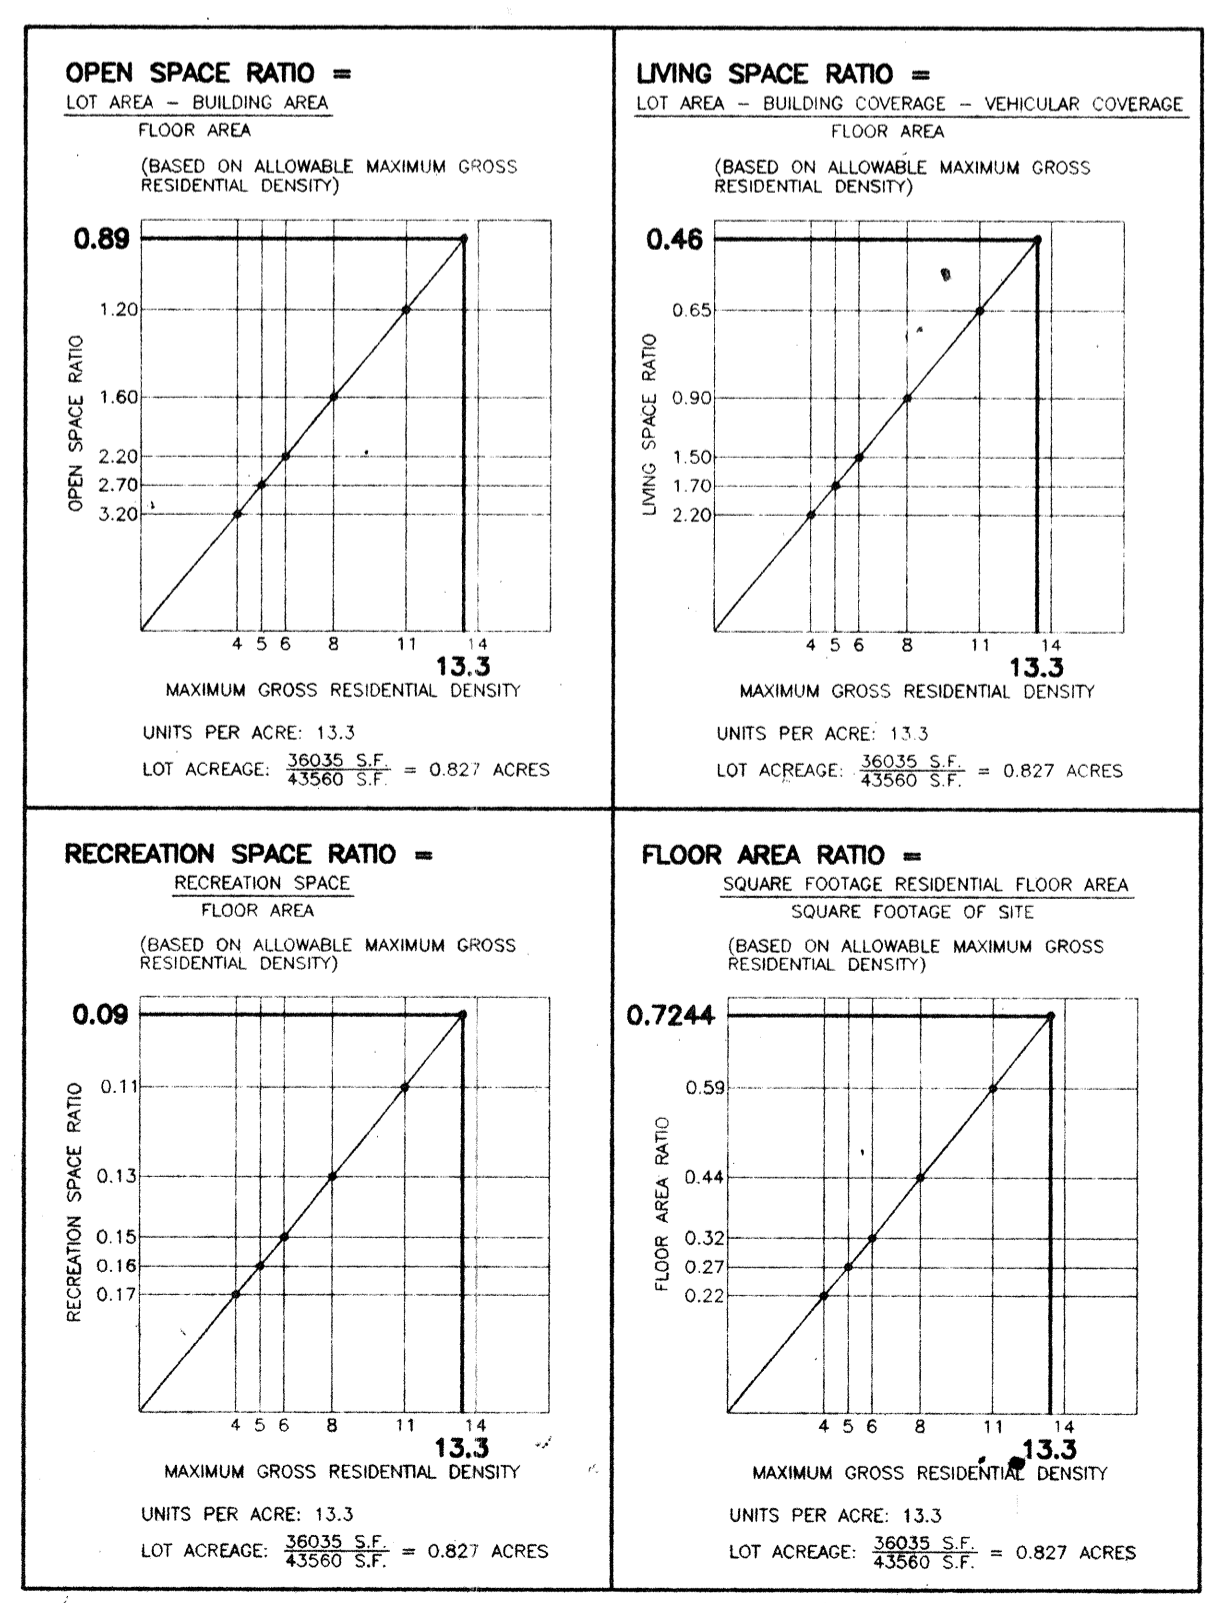 OPEN SPACE RATIO =
LOT AREA - BUILDING AREA
FLOOR AREA
(BASED ON ALLOWABLE MAXIMUM GROSS
RESIDENTIAL DENSITY)
0.89
1.20
1.60
2.20
2.70
3.20
OPEN SPACE RATIO
4 5 6 8 11 14
13.3
MAXIMUM GROSS RESIDENTIAL DENSITY
UNITS PER ACRE: 13.3
LOT ACREAGE: 36035 S.F. = 0.827 ACRES
43560 S.F.
LIVING SPACE RATIO =
LOT AREA - BUILDING COVERAGE - VEHICULAR COVERAGE
FLOOR AREA
(BASED ON ALLOWABLE MAXIMUM GROSS
RESIDENTIAL DENSITY)
0.46
0.65
0.90
1.50
1.70
2.20
LIVING SPACE RATIO
4 5 6 8 11 14
13.3
MAXIMUM GROSS RESIDENTIAL DENSITY
UNITS PER ACRE: 13.3
LOT ACREAGE: 36035 S.F. = 0.827 ACRES
43560 S.F.
RECREATION SPACE RATIO =
RECREATION SPACE
FLOOR AREA
(BASED ON ALLOWABLE MAXIMUM GROSS
RESIDENTIAL DENSITY)
0.09
0.11
0.13
0.15
0.16
0.17
RECREATION SPACE RATIO
4 5 6 8 11 14
13.3
MAXIMUM GROSS RESIDENTIAL DENSITY
UNITS PER ACRE: 13.3
LOT ACREAGE: 36035 S.F. = 0.827 ACRES
43560 S.F.
FLOOR AREA RATIO =
SQUARE FOOTAGE RESIDENTIAL FLOOR AREA
SQUARE FOOTAGE OF SITE
(BASED ON ALLOWABLE MAXIMUM GROSS
RESIDENTIAL DENSITY)
0.7244
0.59
0.44
0.32
0.27
0.22
FLOOR AREA RATIO
4 5 6 8 11 14
13.3
MAXIMUM GROSS RESIDENTIAL DENSITY
UNITS PER ACRE: 13.3
LOT ACREAGE: 36035 S.F. = 0.827 ACRES
43560 S.F.